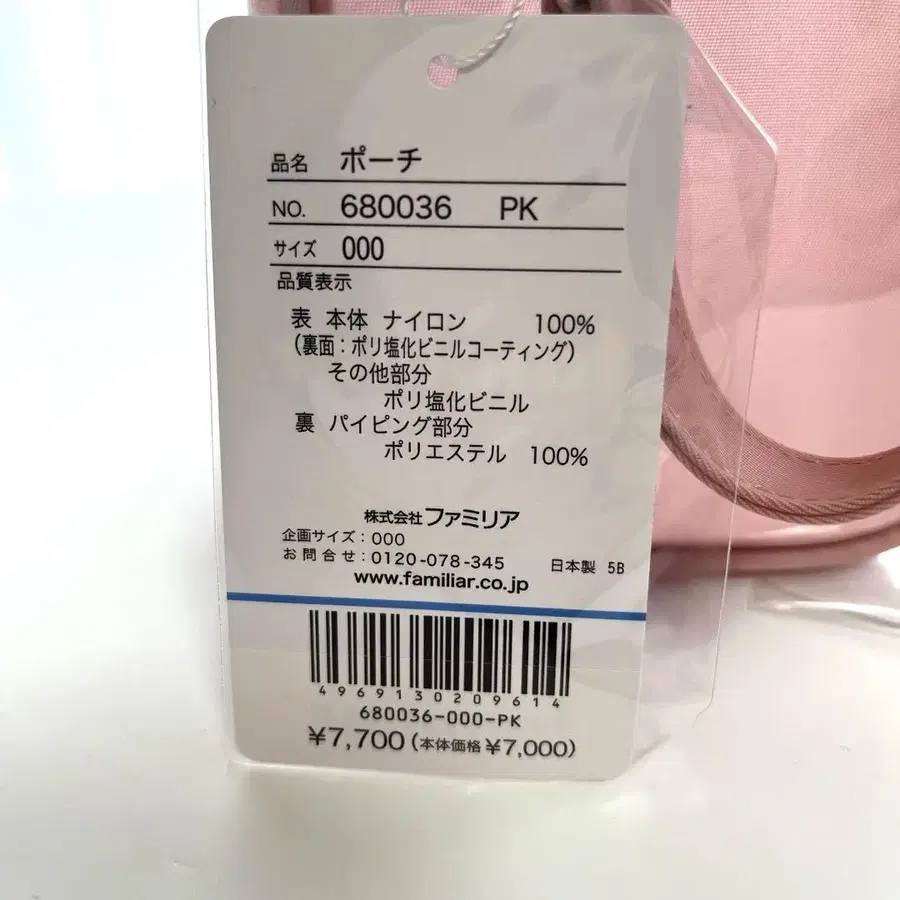 品名 ポーチ
NO. 680036 PK
サイズ 000
品質表示
表 本体 ナイロン 100%
(裏面:ポリ塩化ビニルコーティング)
その他部分
ポリ塩化ビニル
裏 パイピング部分
ポリエステル 100%
株式会社ファミリア
企画サイズ:000
お問合せ:0120-078-345 日本製 5B
www.familiar.co.jp
4969130209614
680036-000-PK
¥7,700(本体価格 ¥7,000)